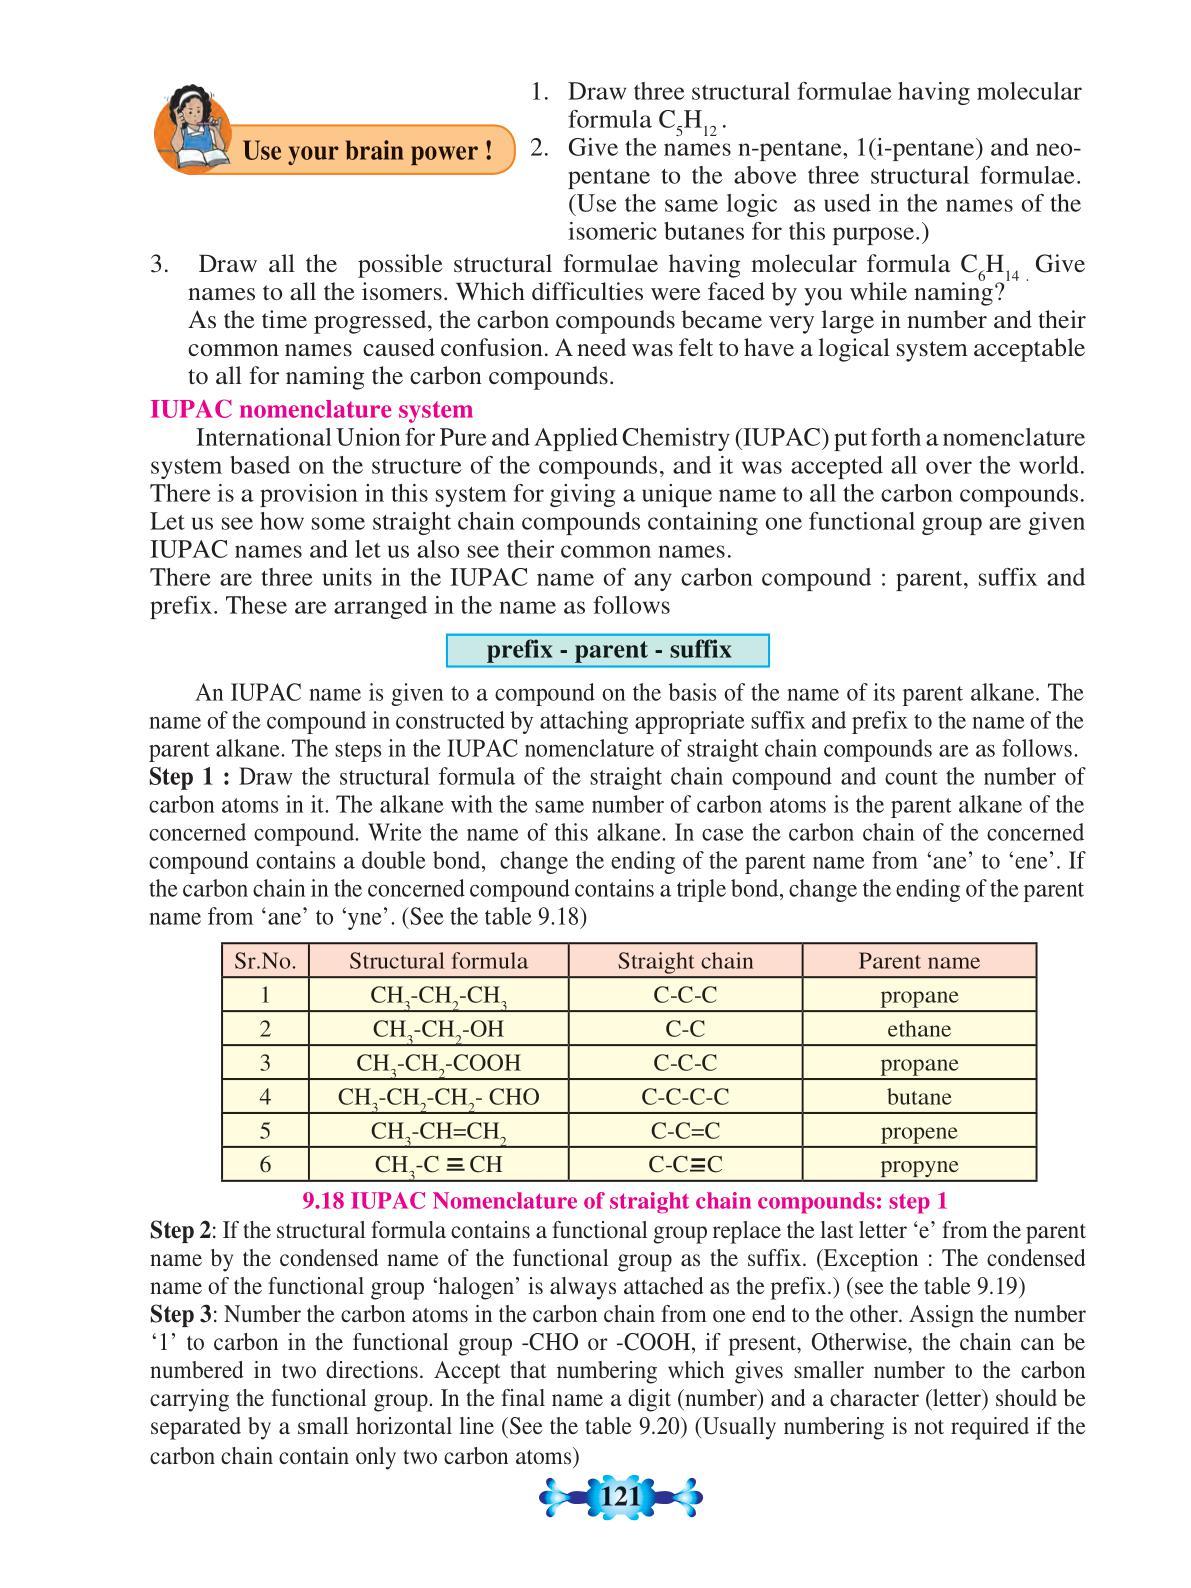 Use your brain power !
1. Draw three structural formulae having molecular
formula C5H12 .
2. Give the names n-pentane, 1(i-pentane) and neo-
pentane to the above three structural formulae.
(Use the same logic as used in the names of the
isomeric butanes for this purpose.)
3. Draw all the possible structural formulae having molecular formula C6H14 . Give
names to all the isomers. Which difficulties were faced by you while naming?
As the time progressed, the carbon compounds became very large in number and their
common names caused confusion. A need was felt to have a logical system acceptable
to all for naming the carbon compounds.
IUPAC nomenclature system
International Union for Pure and Applied Chemistry (IUPAC) put forth a nomenclature
system based on the structure of the compounds, and it was accepted all over the world.
There is a provision in this system for giving a unique name to all the carbon compounds.
Let us see how some straight chain compounds containing one functional group are given
IUPAC names and let us also see their common names.
There are three units in the IUPAC name of any carbon compound : parent, suffix and
prefix. These are arranged in the name as follows
prefix - parent - suffix
An IUPAC name is given to a compound on the basis of the name of its parent alkane. The
name of the compound in constructed by attaching appropriate suffix and prefix to the name of the
parent alkane. The steps in the IUPAC nomenclature of straight chain compounds are as follows.
Step 1 : Draw the structural formula of the straight chain compound and count the number of
carbon atoms in it. The alkane with the same number of carbon atoms is the parent alkane of the
concerned compound. Write the name of this alkane. In case the carbon chain of the concerned
compound contains a double bond, change the ending of the parent name from ‘ane’ to ‘ene’. If
the carbon chain in the concerned compound contains a triple bond, change the ending of the parent
name from ‘ane’ to ‘yne’. (See the table 9.18)
Sr.No. Structural formula Straight chain Parent name
1 CH3-CH2-CH3 C-C-C propane
2 CH3-CH2-OH C-C ethane
3 CH3-CH2-COOH C-C-C propane
4 CH3-CH2-CH2- CHO C-C-C-C butane
5 CH3-CH=CH2 C-C=C propene
6 CH3-C ≡ CH C-C≡C propyne
9.18 IUPAC Nomenclature of straight chain compounds: step 1
Step 2: If the structural formula contains a functional group replace the last letter ‘e’ from the parent
name by the condensed name of the functional group as the suffix. (Exception : The condensed
name of the functional group ‘halogen’ is always attached as the prefix.) (see the table 9.19)
Step 3: Number the carbon atoms in the carbon chain from one end to the other. Assign the number
‘1’ to carbon in the functional group -CHO or -COOH, if present, Otherwise, the chain can be
numbered in two directions. Accept that numbering which gives smaller number to the carbon
carrying the functional group. In the final name a digit (number) and a character (letter) should be
separated by a small horizontal line (See the table 9.20) (Usually numbering is not required if the
carbon chain contain only two carbon atoms)
121